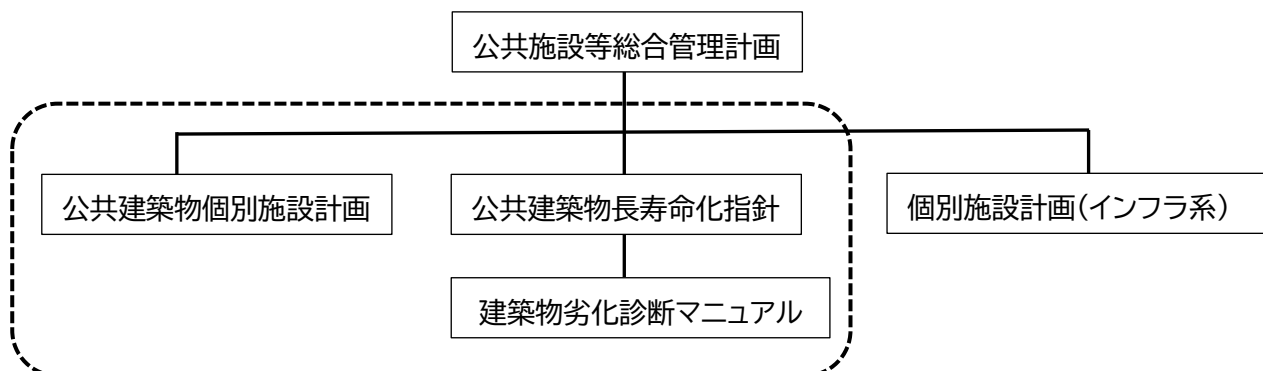 公共施設等総合管理計画
公共建築物個別施設計画
公共建築物長寿命化指針
個別施設計画(インフラ系)
建築物劣化診断マニュアル